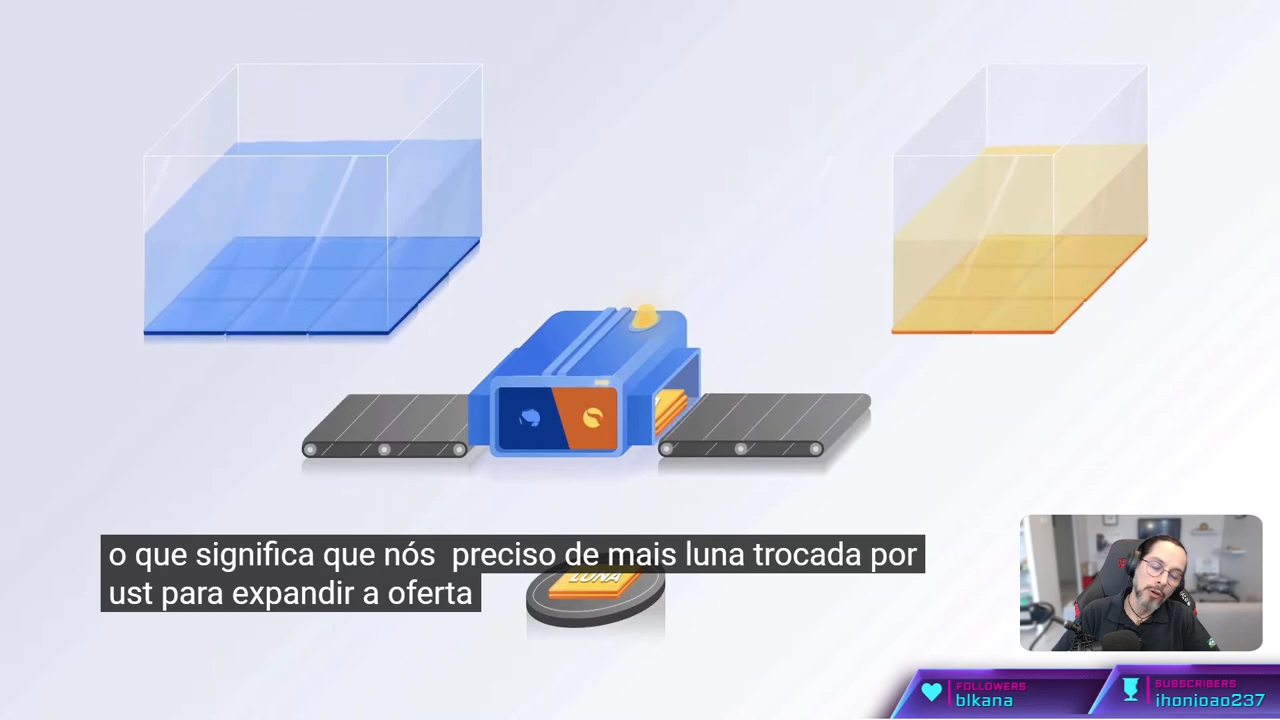 o que significa que nós  preciso de mais luna trocada por
ust para expandir a oferta
LUNA
FOLLOWERS
blkana
SUBSCRIBERS
jhonjoao237